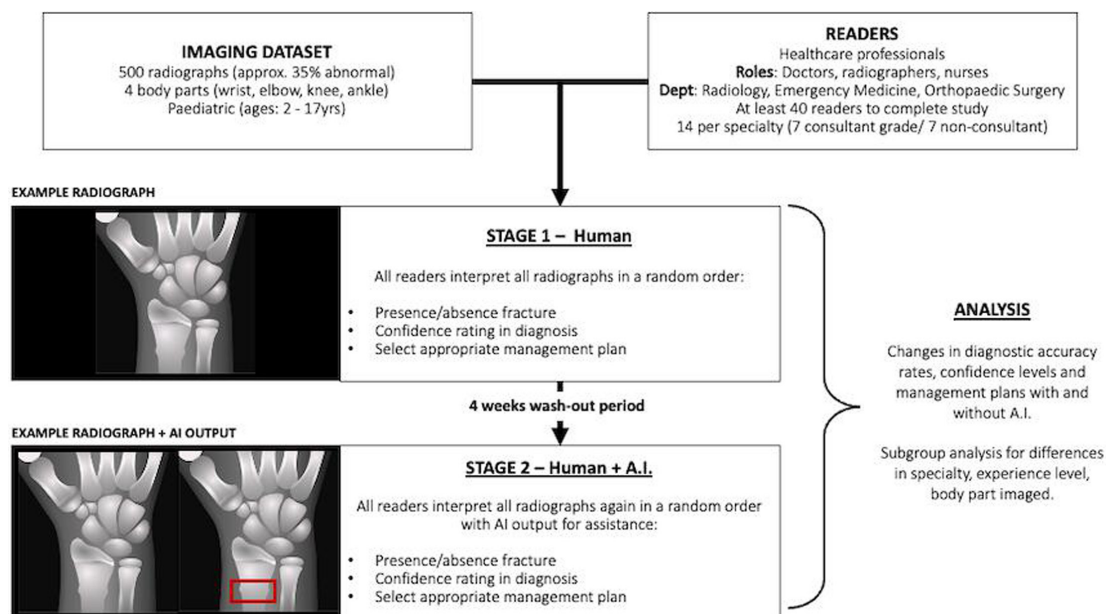 IMAGING DATASET
500 radiographs (approx. 35% abnormal)
4 body parts (wrist, elbow, knee, ankle)
Paediatric (ages: 2 - 17yrs)
READERS
Healthcare professionals
Roles: Doctors, radiographers, nurses
Dept: Radiology, Emergency Medicine, Orthopaedic Surgery
At least 40 readers to complete study
14 per specialty (7 consultant grade/ 7 non-consultant)
EXAMPLE RADIOGRAPH
STAGE 1 – Human
All readers interpret all radiographs in a random order:
• Presence/absence fracture
• Confidence rating in diagnosis
• Select appropriate management plan
4 weeks wash-out period
EXAMPLE RADIOGRAPH + AI OUTPUT
STAGE 2 – Human + A.I.
All readers interpret all radiographs again in a random order
with AI output for assistance:
• Presence/absence fracture
• Confidence rating in diagnosis
• Select appropriate management plan
ANALYSIS
Changes in diagnostic accuracy
rates, confidence levels and
management plans with and
without A.I.
Subgroup analysis for differences
in specialty, experience level,
body part imaged.